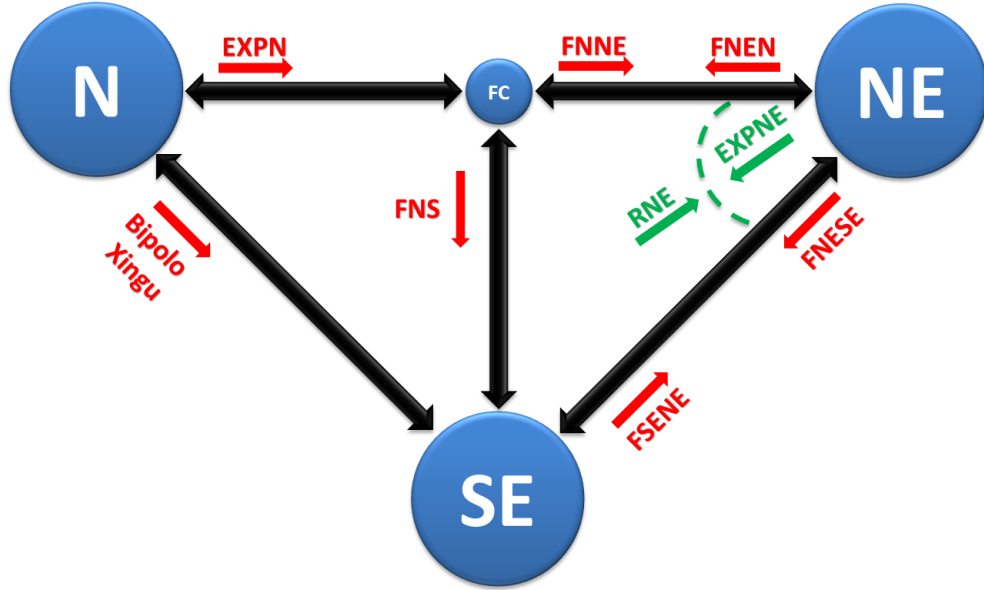 EXPN
FNNE
FNEN
N
FC
NE
EXPNE
RNE
FNS
Bipolo
Xingu
FNESE
FSENE
SE